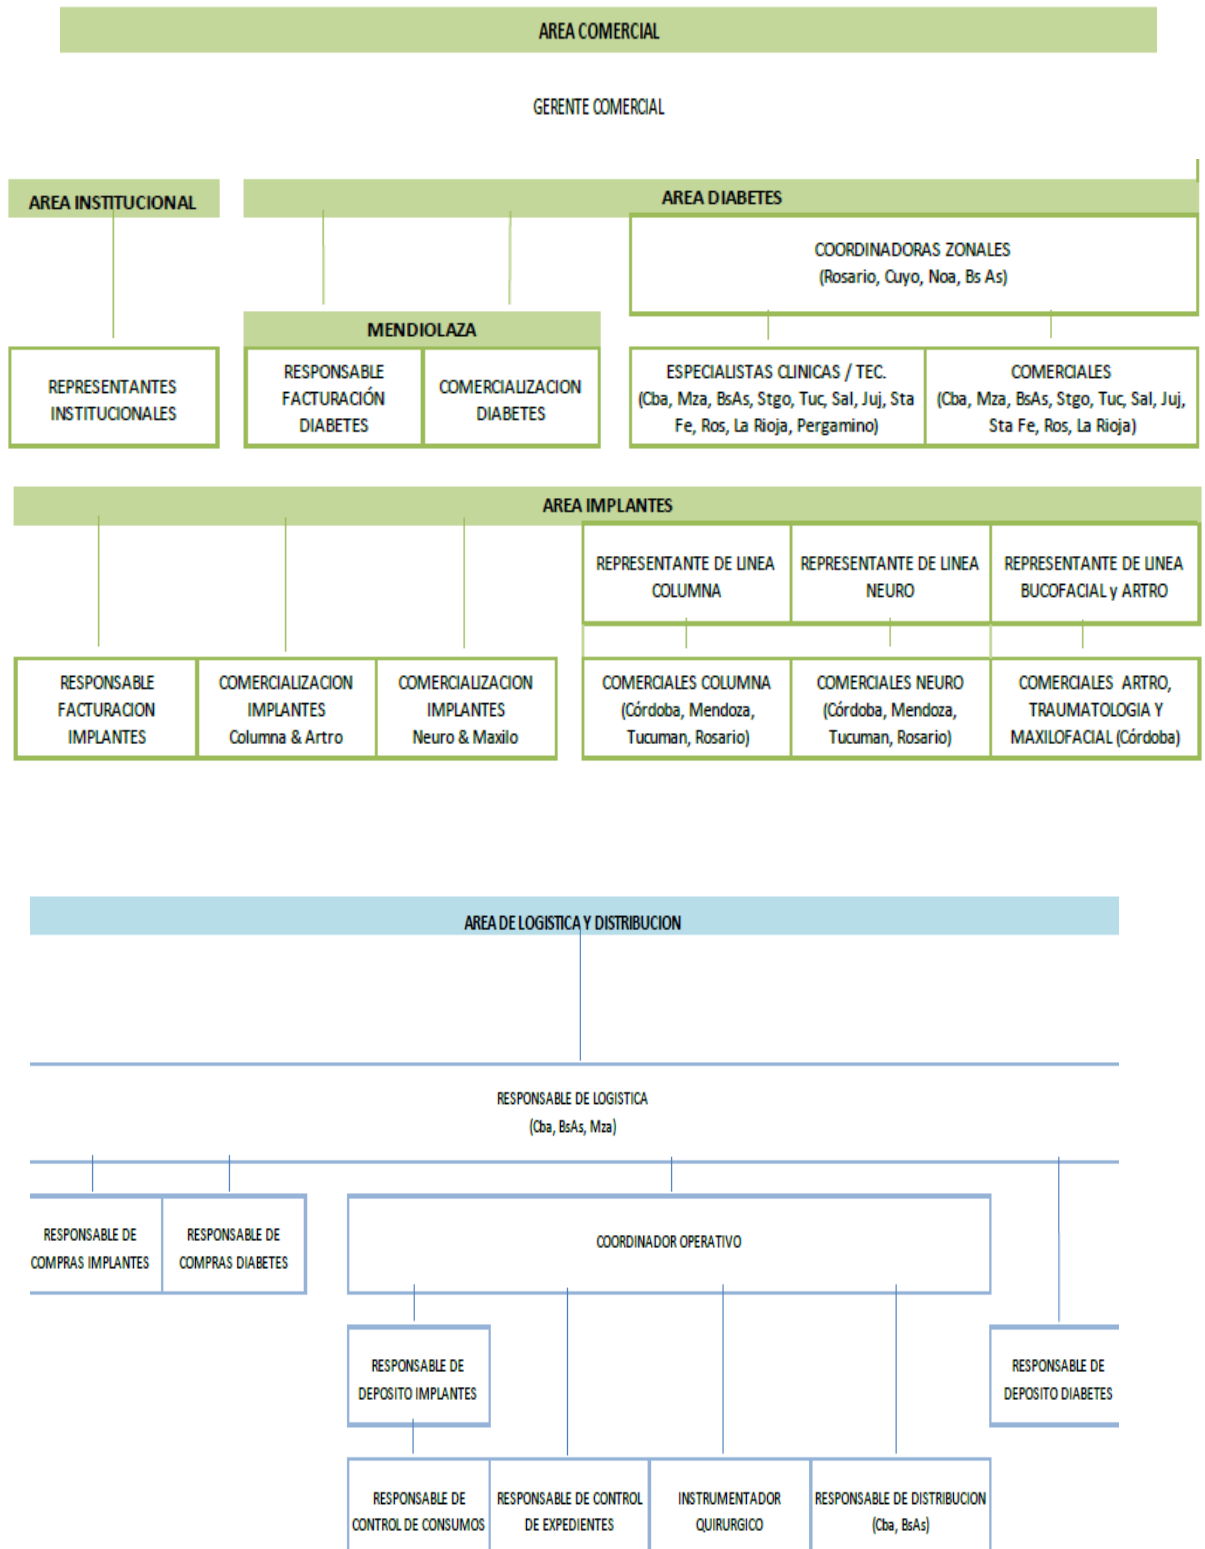 AREA COMERCIAL
GERENTE COMERCIAL
AREA INSTITUCIONAL
AREA DIABETES
COORDINADORAS ZONALES
(Rosario, Cuyo, Noa, Bs As)
MENDIOLAZA
REPRESENTANTES
INSTITUCIONALES
RESPONSABLE
FACTURACIÓN
DIABETES
COMERCIALIZACION
DIABETES
ESPECIALISTAS CLINICAS / TEC.
(Cba, Mza, BsAs, Stgo, Tuc, Sal, Juj, Sta
Fe, Ros, La Rioja, Pergamino)
COMERCIALES
(Cba, Mza, BsAs, Stgo, Tuc, Sal, Juj,
Sta Fe, Ros, La Rioja)
AREA IMPLANTES
REPRESENTANTE DE LINEA
COLUMNA
REPRESENTANTE DE LINEA
NEURO
REPRESENTANTE DE LINEA
BUCOFACIAL y ARTRO
RESPONSABLE
FACTURACION
IMPLANTES
COMERCIALIZACION
IMPLANTES
Columna & Artro
COMERCIALIZACION
IMPLANTES
Neuro & Maxilo
COMERCIALES COLUMNA
(Córdoba, Mendoza,
Tucuman, Rosario)
COMERCIALES NEURO
(Córdoba, Mendoza,
Tucuman, Rosario)
COMERCIALES ARTRO,
TRAUMATOLOGIA Y
MAXILOFACIAL (Córdoba)
AREA DE LOGISTICA Y DISTRIBUCION
RESPONSABLE DE LOGISTICA
(Cba, BsAs, Mza)
RESPONSABLE DE
COMPRAS IMPLANTES
RESPONSABLE DE
COMPRAS DIABETES
COORDINADOR OPERATIVO
RESPONSABLE DE
DEPOSITO IMPLANTES
RESPONSABLE DE
DEPOSITO DIABETES
RESPONSABLE DE
CONTROL DE CONSUMOS
RESPONSABLE DE CONTROL
DE EXPEDIENTES
INSTRUMENTADOR
QUIRURGICO
RESPONSABLE DE DISTRIBUCION
(Cba, BsAs)